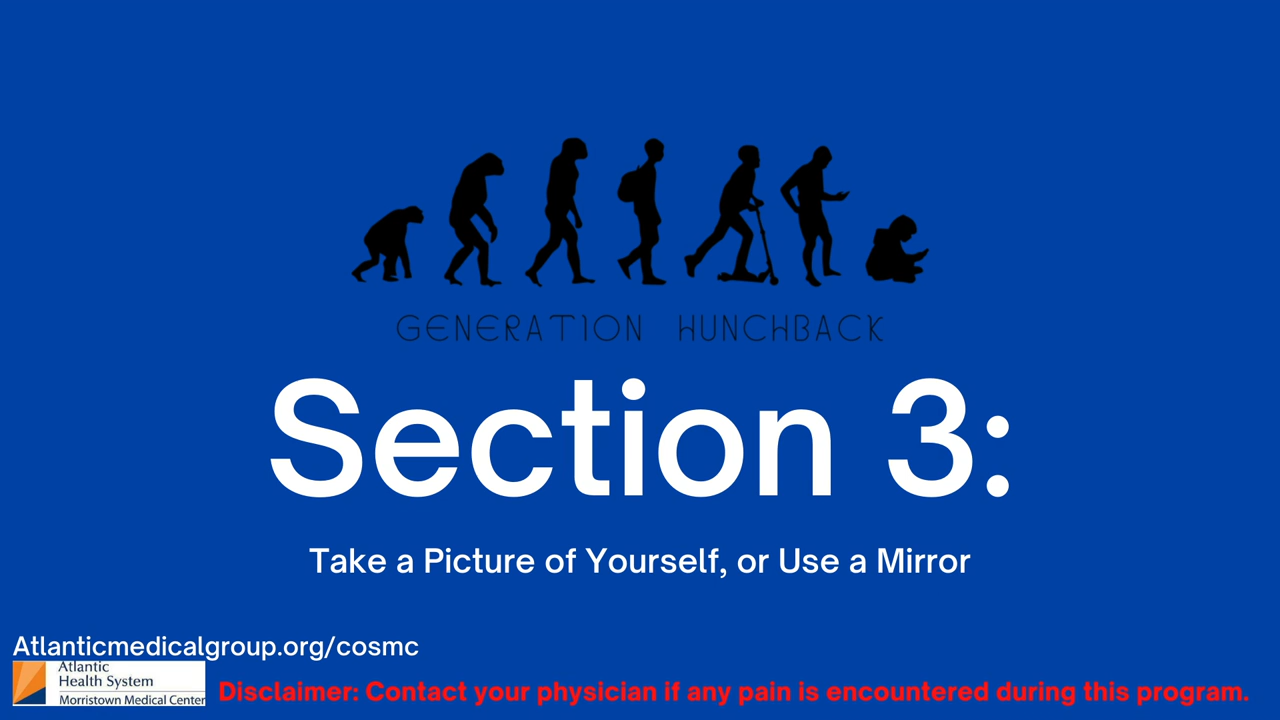 GENERATION HUNCHBACK
Section 3:
Take a Picture of Yourself, or Use a Mirror
Atlanticmedicalgroup.org/cosmc
Atlantic
Health System
Morristown Medical Center
Disclaimer: Contact your physician if any pain is encountered during this program.